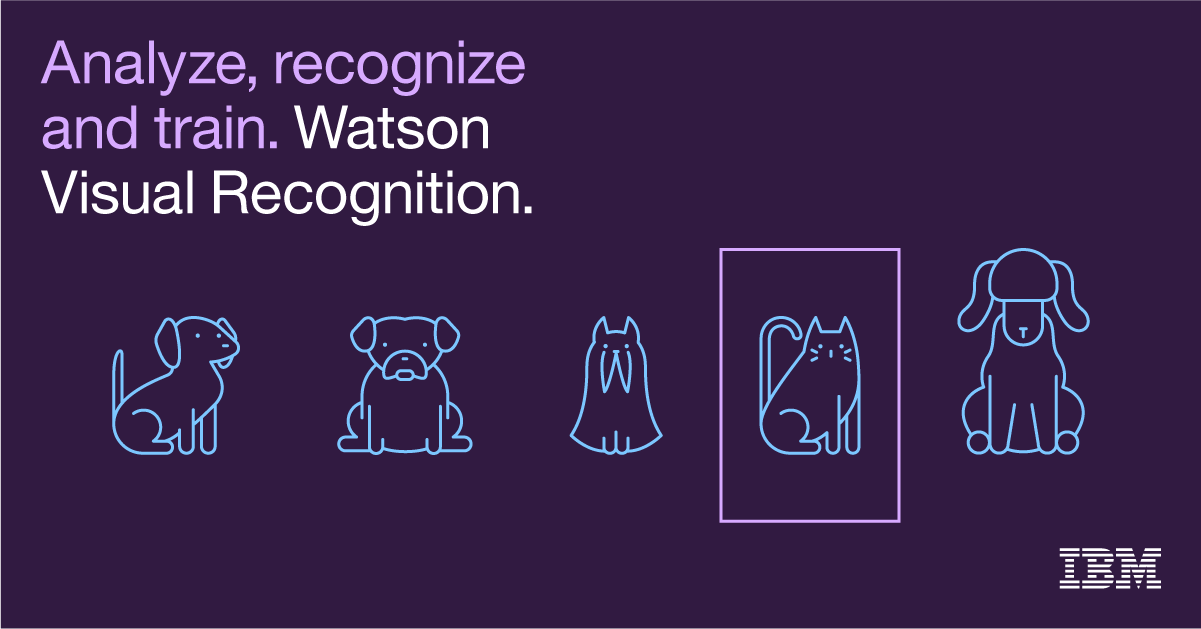 Analyze, recognize
and train. Watson
Visual Recognition.
IBM